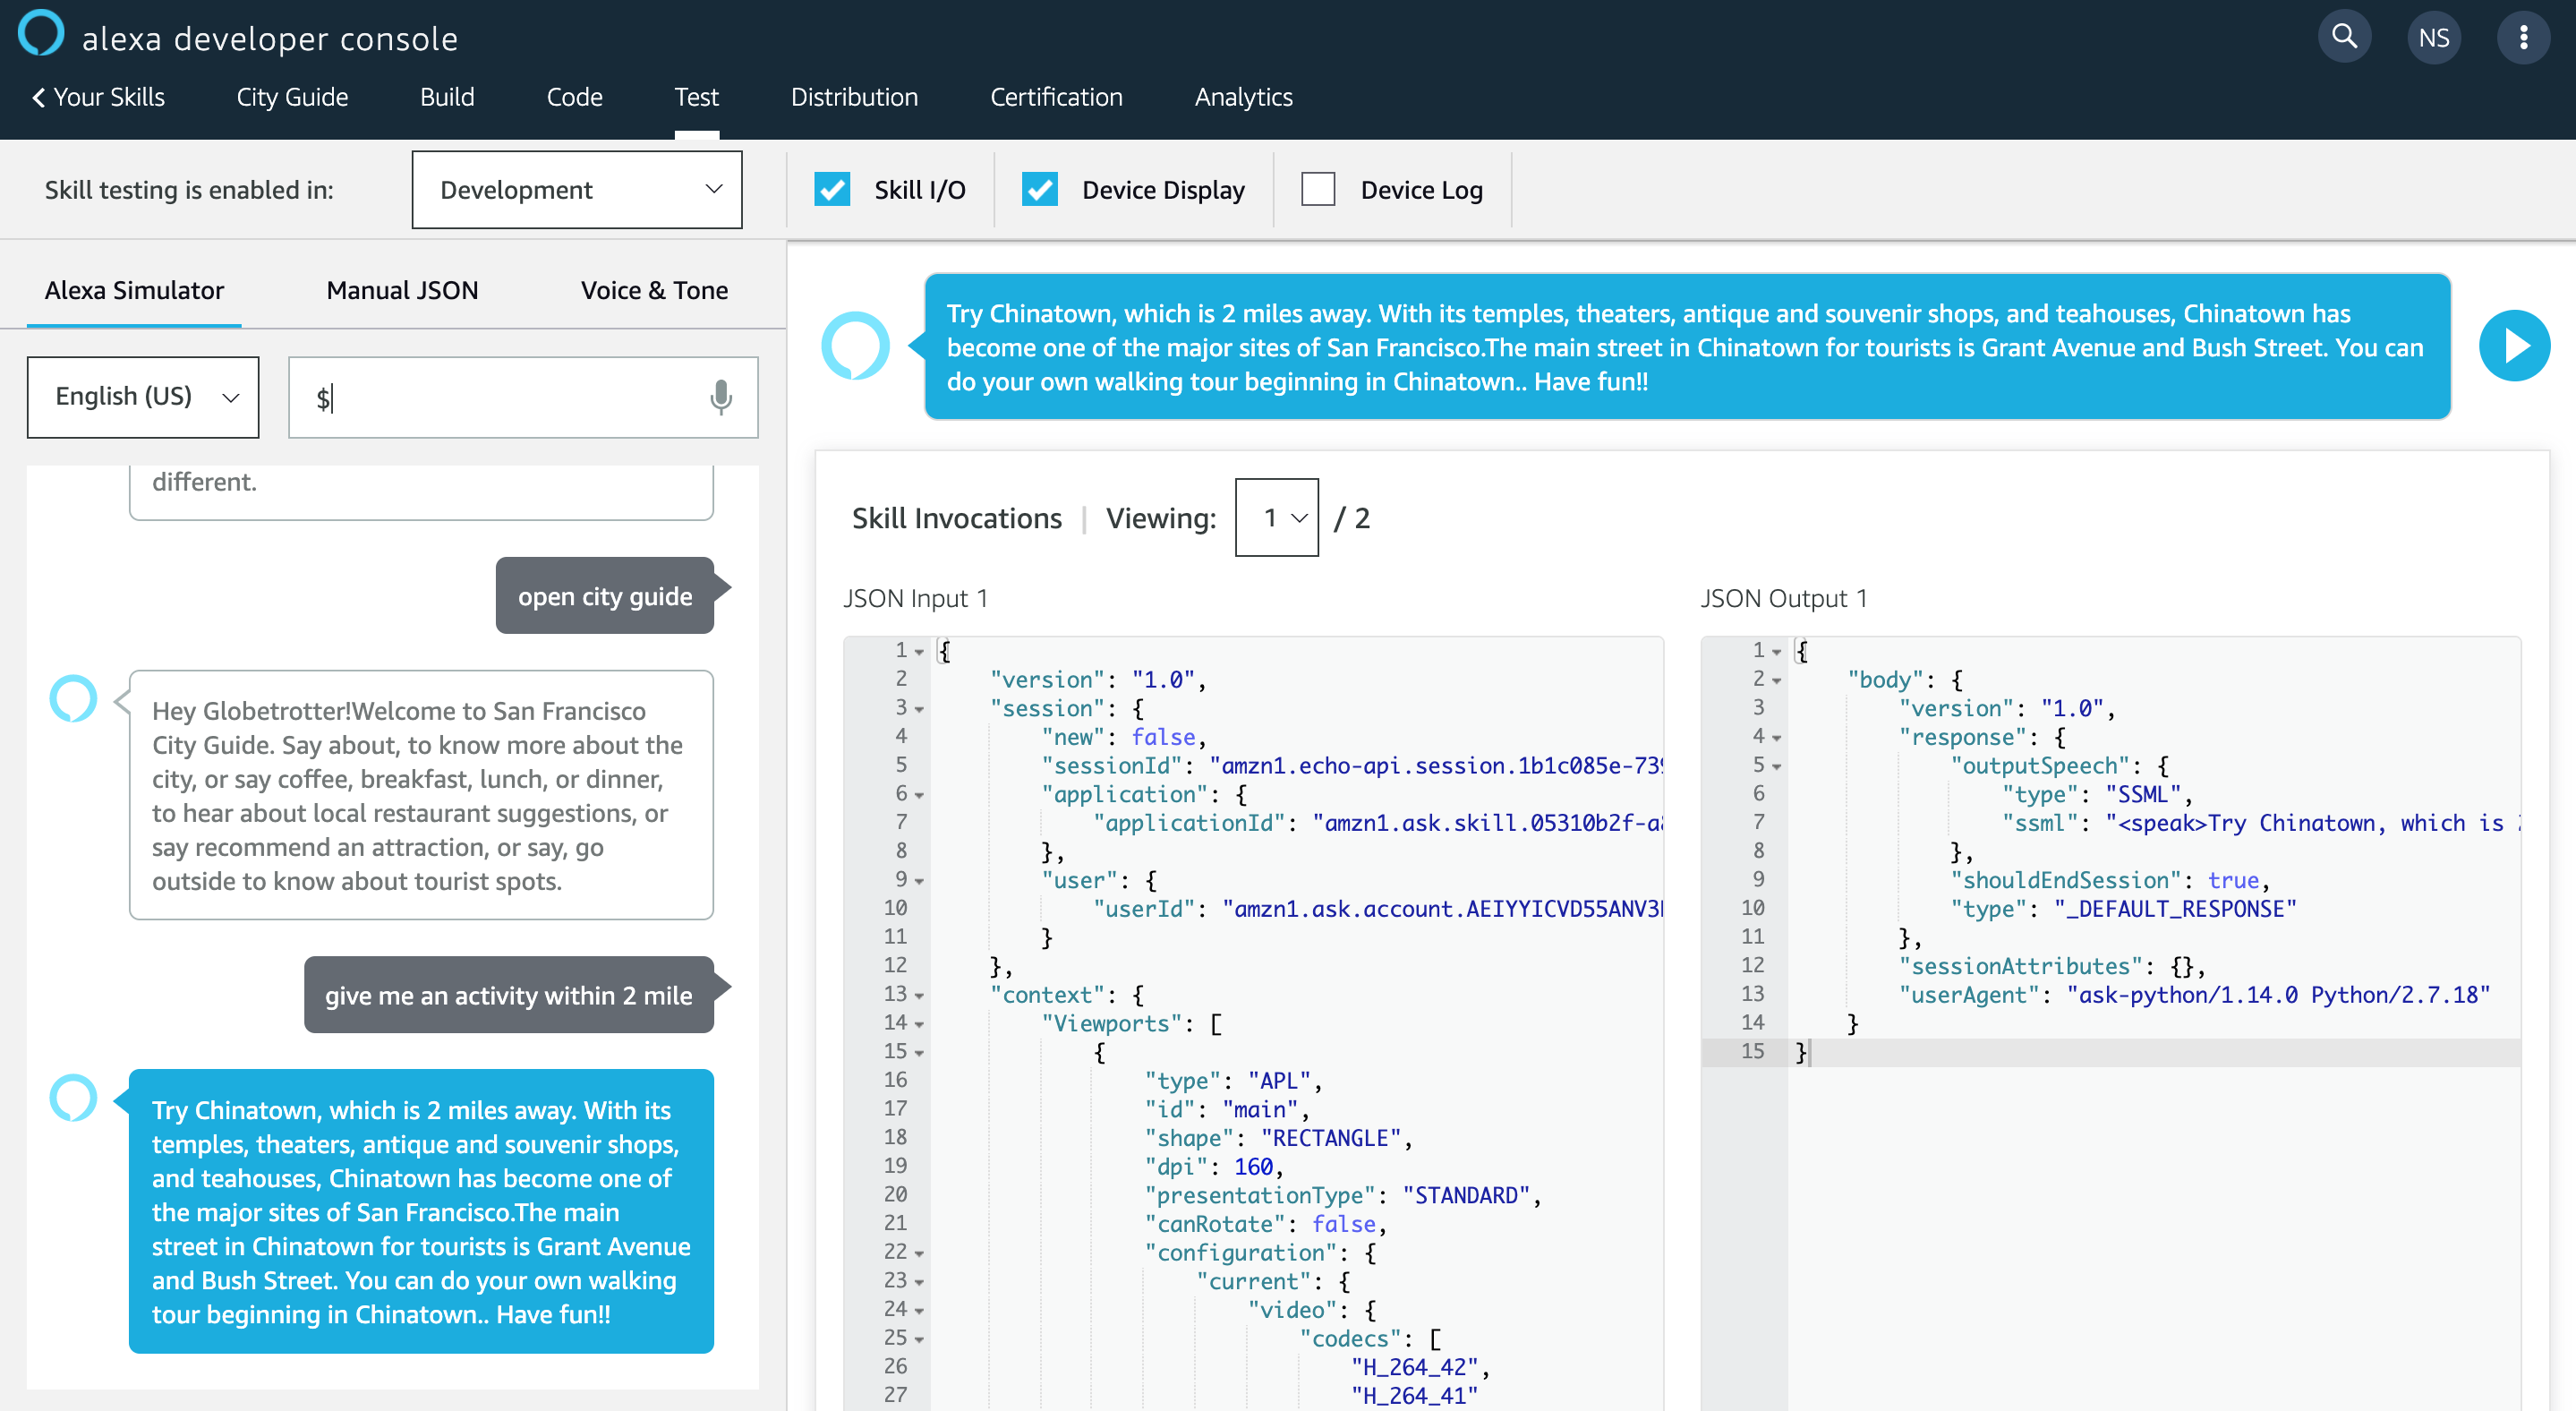 alexa developer console
NS
Your Skills
City Guide
Build
Code
Test
Distribution
Certification
Analytics
Skill testing is enabled in:
Development
Skill I/O
Device Display
Device Log
Alexa Simulator
Manual JSON
Voice & Tone
English (US)
$
different.
open city guide
Hey Globetrotter!Welcome to San Francisco
City Guide. Say about, to know more about the
city, or say coffee, breakfast, lunch, or dinner,
to hear about local restaurant suggestions, or
say recommend an attraction, or say, go
outside to know about tourist spots.
give me an activity within 2 mile
Try Chinatown, which is 2 miles away. With its
temples, theaters, antique and souvenir shops,
and teahouses, Chinatown has become one of
the major sites of San Francisco.The main
street in Chinatown for tourists is Grant Avenue
and Bush Street. You can do your own walking
tour beginning in Chinatown.. Have fun!!
Try Chinatown, which is 2 miles away. With its temples, theaters, antique and souvenir shops, and teahouses, Chinatown has
become one of the major sites of San Francisco.The main street in Chinatown for tourists is Grant Avenue and Bush Street. You can
do your own walking tour beginning in Chinatown.. Have fun!!
Skill Invocations | Viewing: 1 / 2
JSON Input 1
1 {
2 "version": "1.0",
3 "session": {
4 "new": false,
5 "sessionId": "amzn1.echo-api.session.1b1c085e-73
6 "application": {
7 "applicationId": "amzn1.ask.skill.05310b2f-a
8 },
9 "user": {
10 "userId": "amzn1.ask.account.AEIYYICVD55ANV3
11 }
12 },
13 "context": {
14 "Viewports": [
15 {
16 "type": "APL",
17 "id": "main",
18 "shape": "RECTANGLE",
19 "dpi": 160,
20 "presentationType": "STANDARD",
21 "canRotate": false,
22 "configuration": {
23 "current": {
24 "video": {
25 "codecs": [
26 "H_264_42",
27 "H_264_41"
JSON Output 1
1 {
2 "body": {
3 "version": "1.0",
4 "response": {
5 "outputSpeech": {
6 "type": "SSML",
7 "ssml": "<speak>Try Chinatown, which is
8 },
9 "shouldEndSession": true,
10 "type": "_DEFAULT_RESPONSE"
11 },
12 "sessionAttributes": {},
13 "userAgent": "ask-python/1.14.0 Python/2.7.18"
14 }
15 }